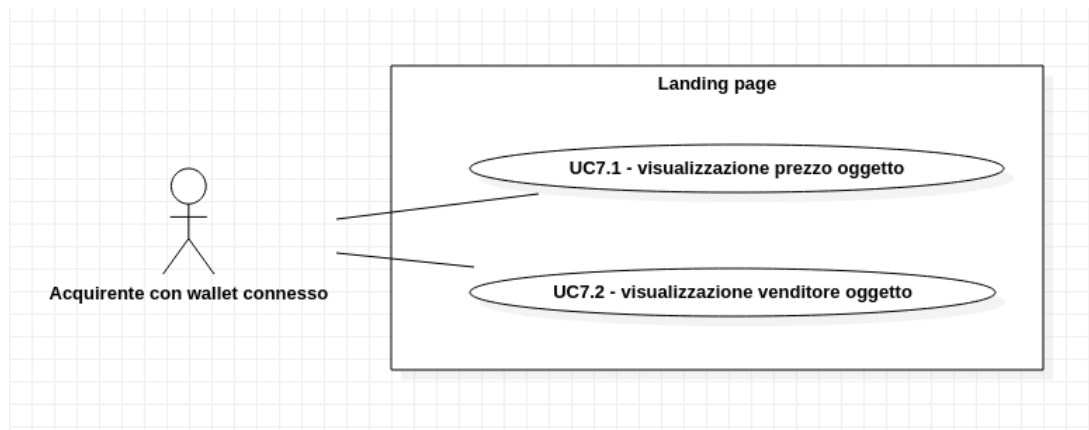 Landing page
UC7.1 - visualizzazione prezzo oggetto
Acquirente con wallet connesso
UC7.2 - visualizzazione venditore oggetto